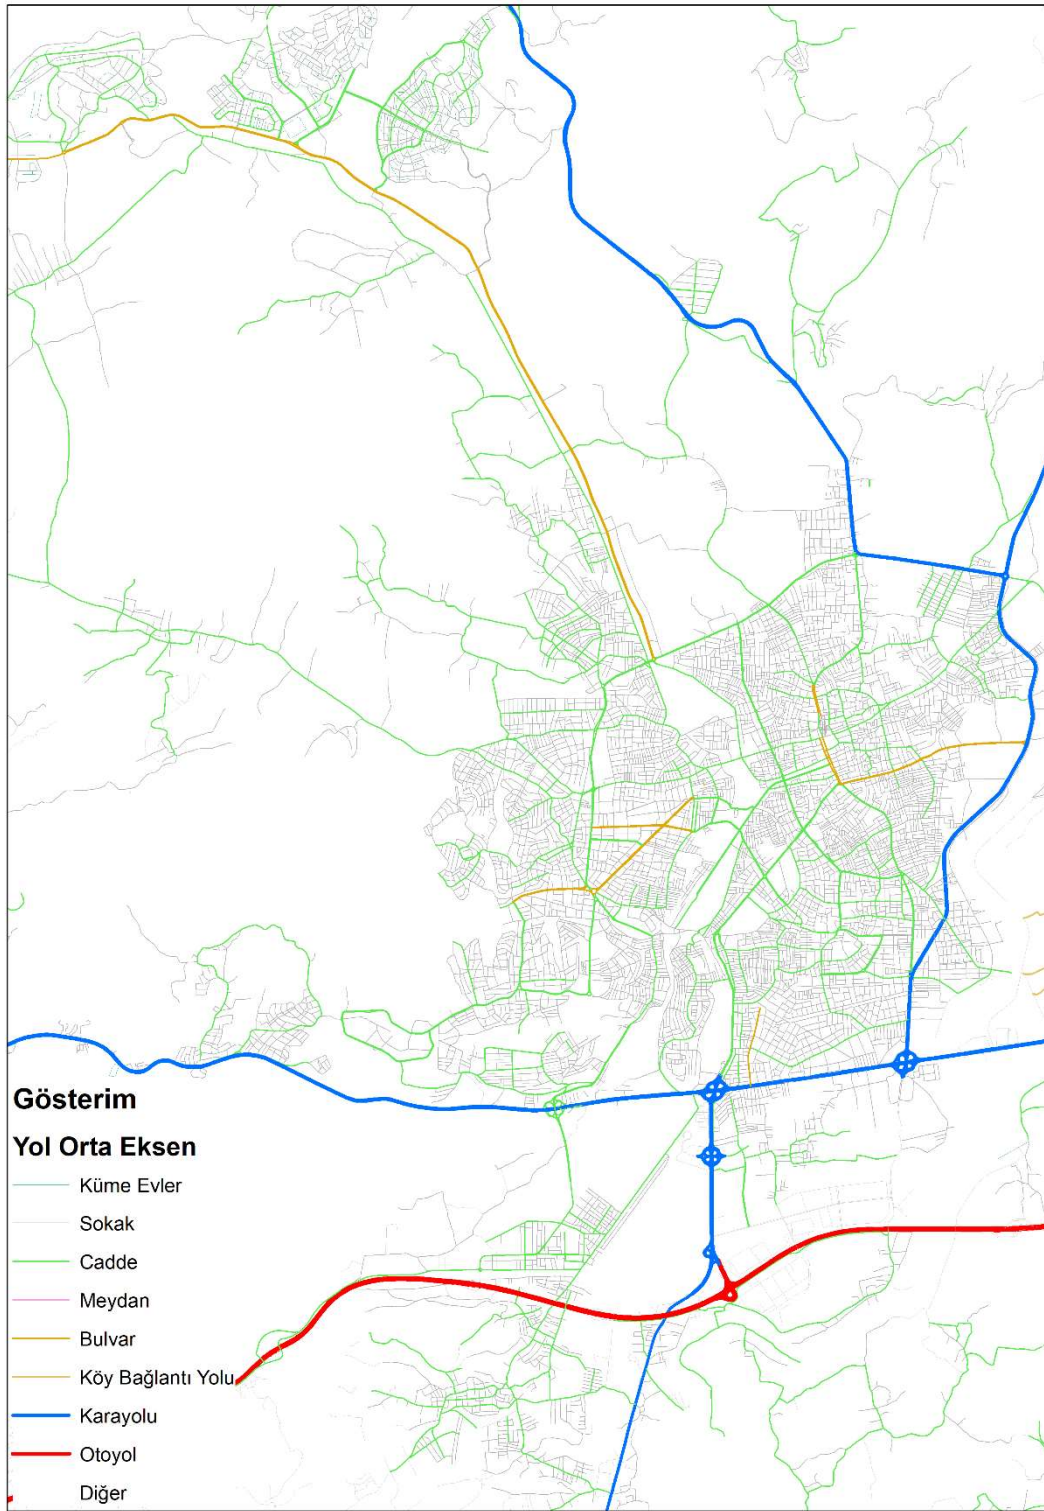 Gösterim
Yol Orta Eksen
Küme Evler
Sokak
Cadde
Meydan
Bulvar
Köy Bağlantı Yolu
Karayolu
Otoyol
Diğer